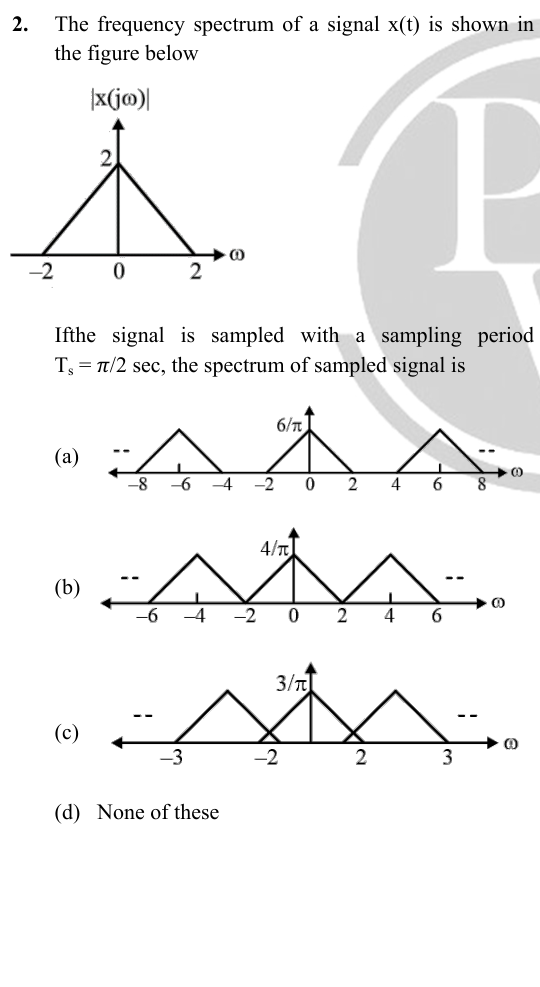 2. The frequency spectrum of a signal x(t) is shown in
the figure below
|x(jω)|
2
ω
–2 0 2
Ifthe signal is sampled with a sampling period
Ts = π/2 sec, the spectrum of sampled signal is
6/π
(a) -- --
ω
–8 –6 –4 –2 0 2 4 6 8
4/π
(b) -- --
ω
–6 –4 –2 0 2 4 6
3/π
(c) -- --
ω
–3 –2 2 3
(d) None of these
P